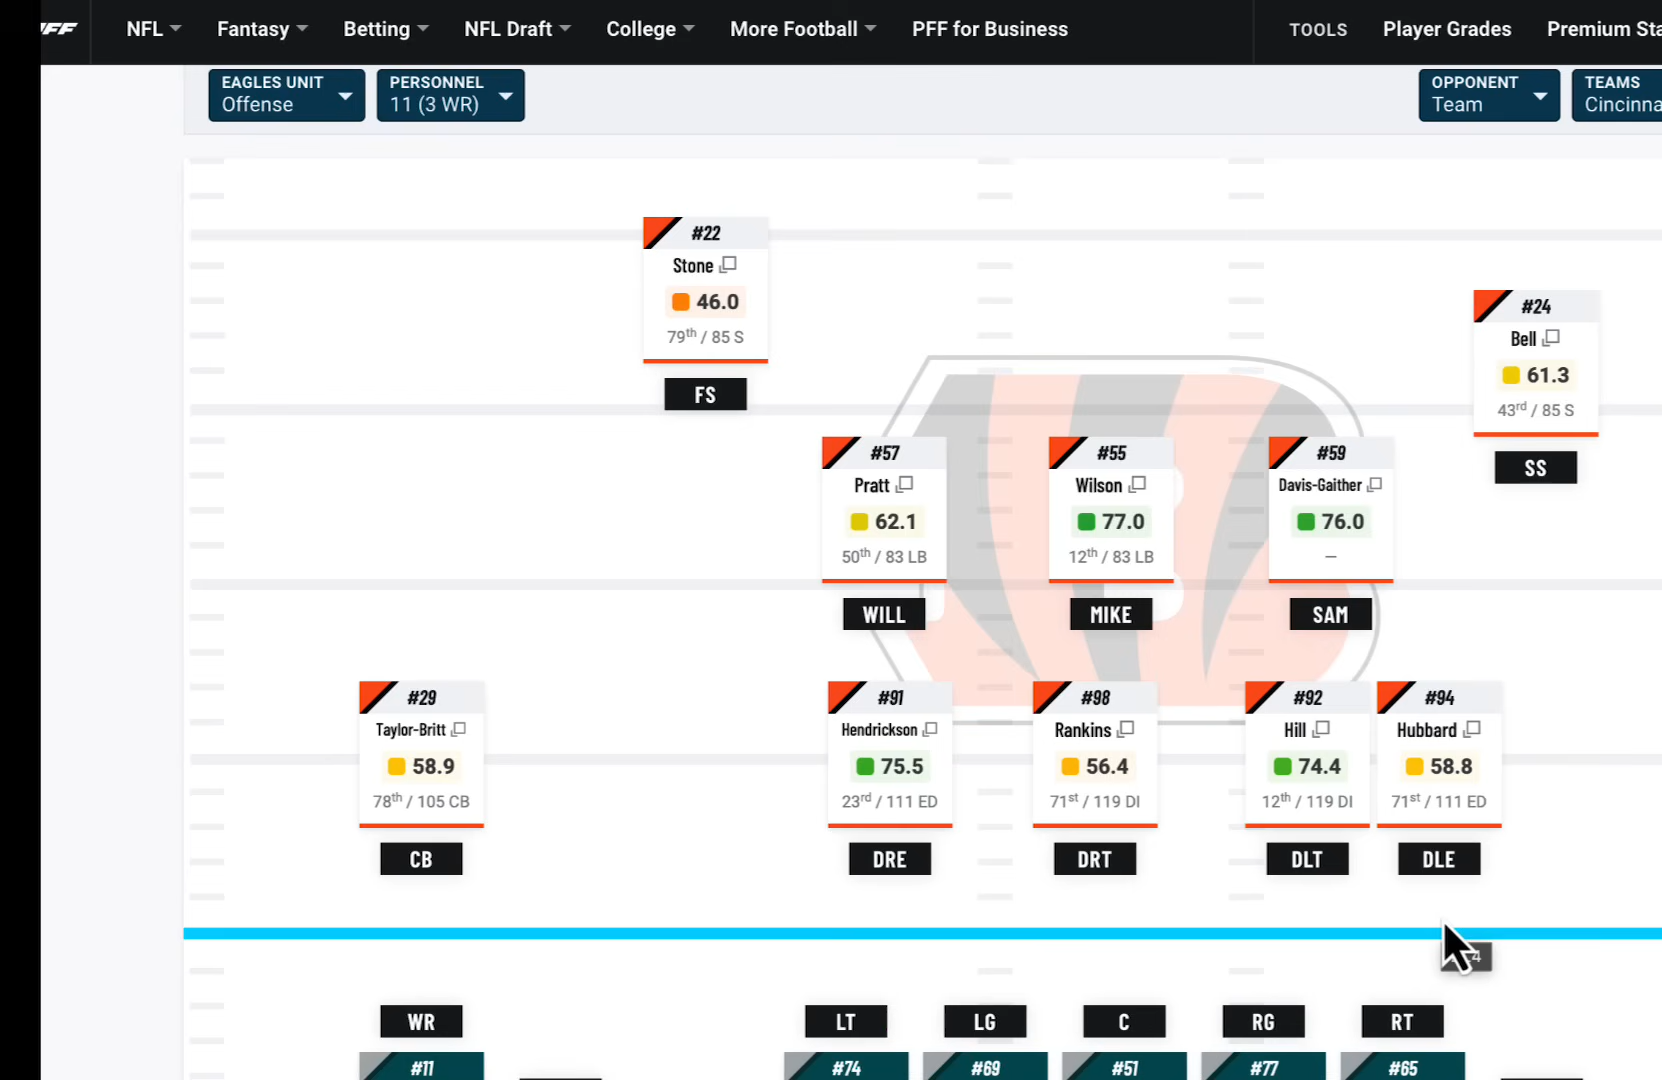 NFL Fantasy Betting NFL Draft College More Football PFF for Business TOOLS Player Grades Premium Sta
EAGLES UNIT
Offense
PERSONNEL
11 (3 WR)
OPPONENT
Team
TEAMS
Cincinna
#22
Stone
46.0
79th / 85 S
FS
#24
Bell
61.3
43rd / 85 S
SS
#57
Pratt
62.1
50th / 83 LB
WILL
#55
Wilson
77.0
12th / 83 LB
MIKE
#59
Davis-Gaither
76.0
–
SAM
#29
Taylor-Britt
58.9
78th / 105 CB
CB
#91
Hendrickson
75.5
23rd / 111 ED
DRE
#98
Rankins
56.4
71st / 119 DI
DRT
#92
Hill
74.4
12th / 119 DI
DLT
#94
Hubbard
58.8
71st / 111 ED
DLE
WR
#11
LT
#74
LG
#69
C
#51
RG
#77
RT
#65